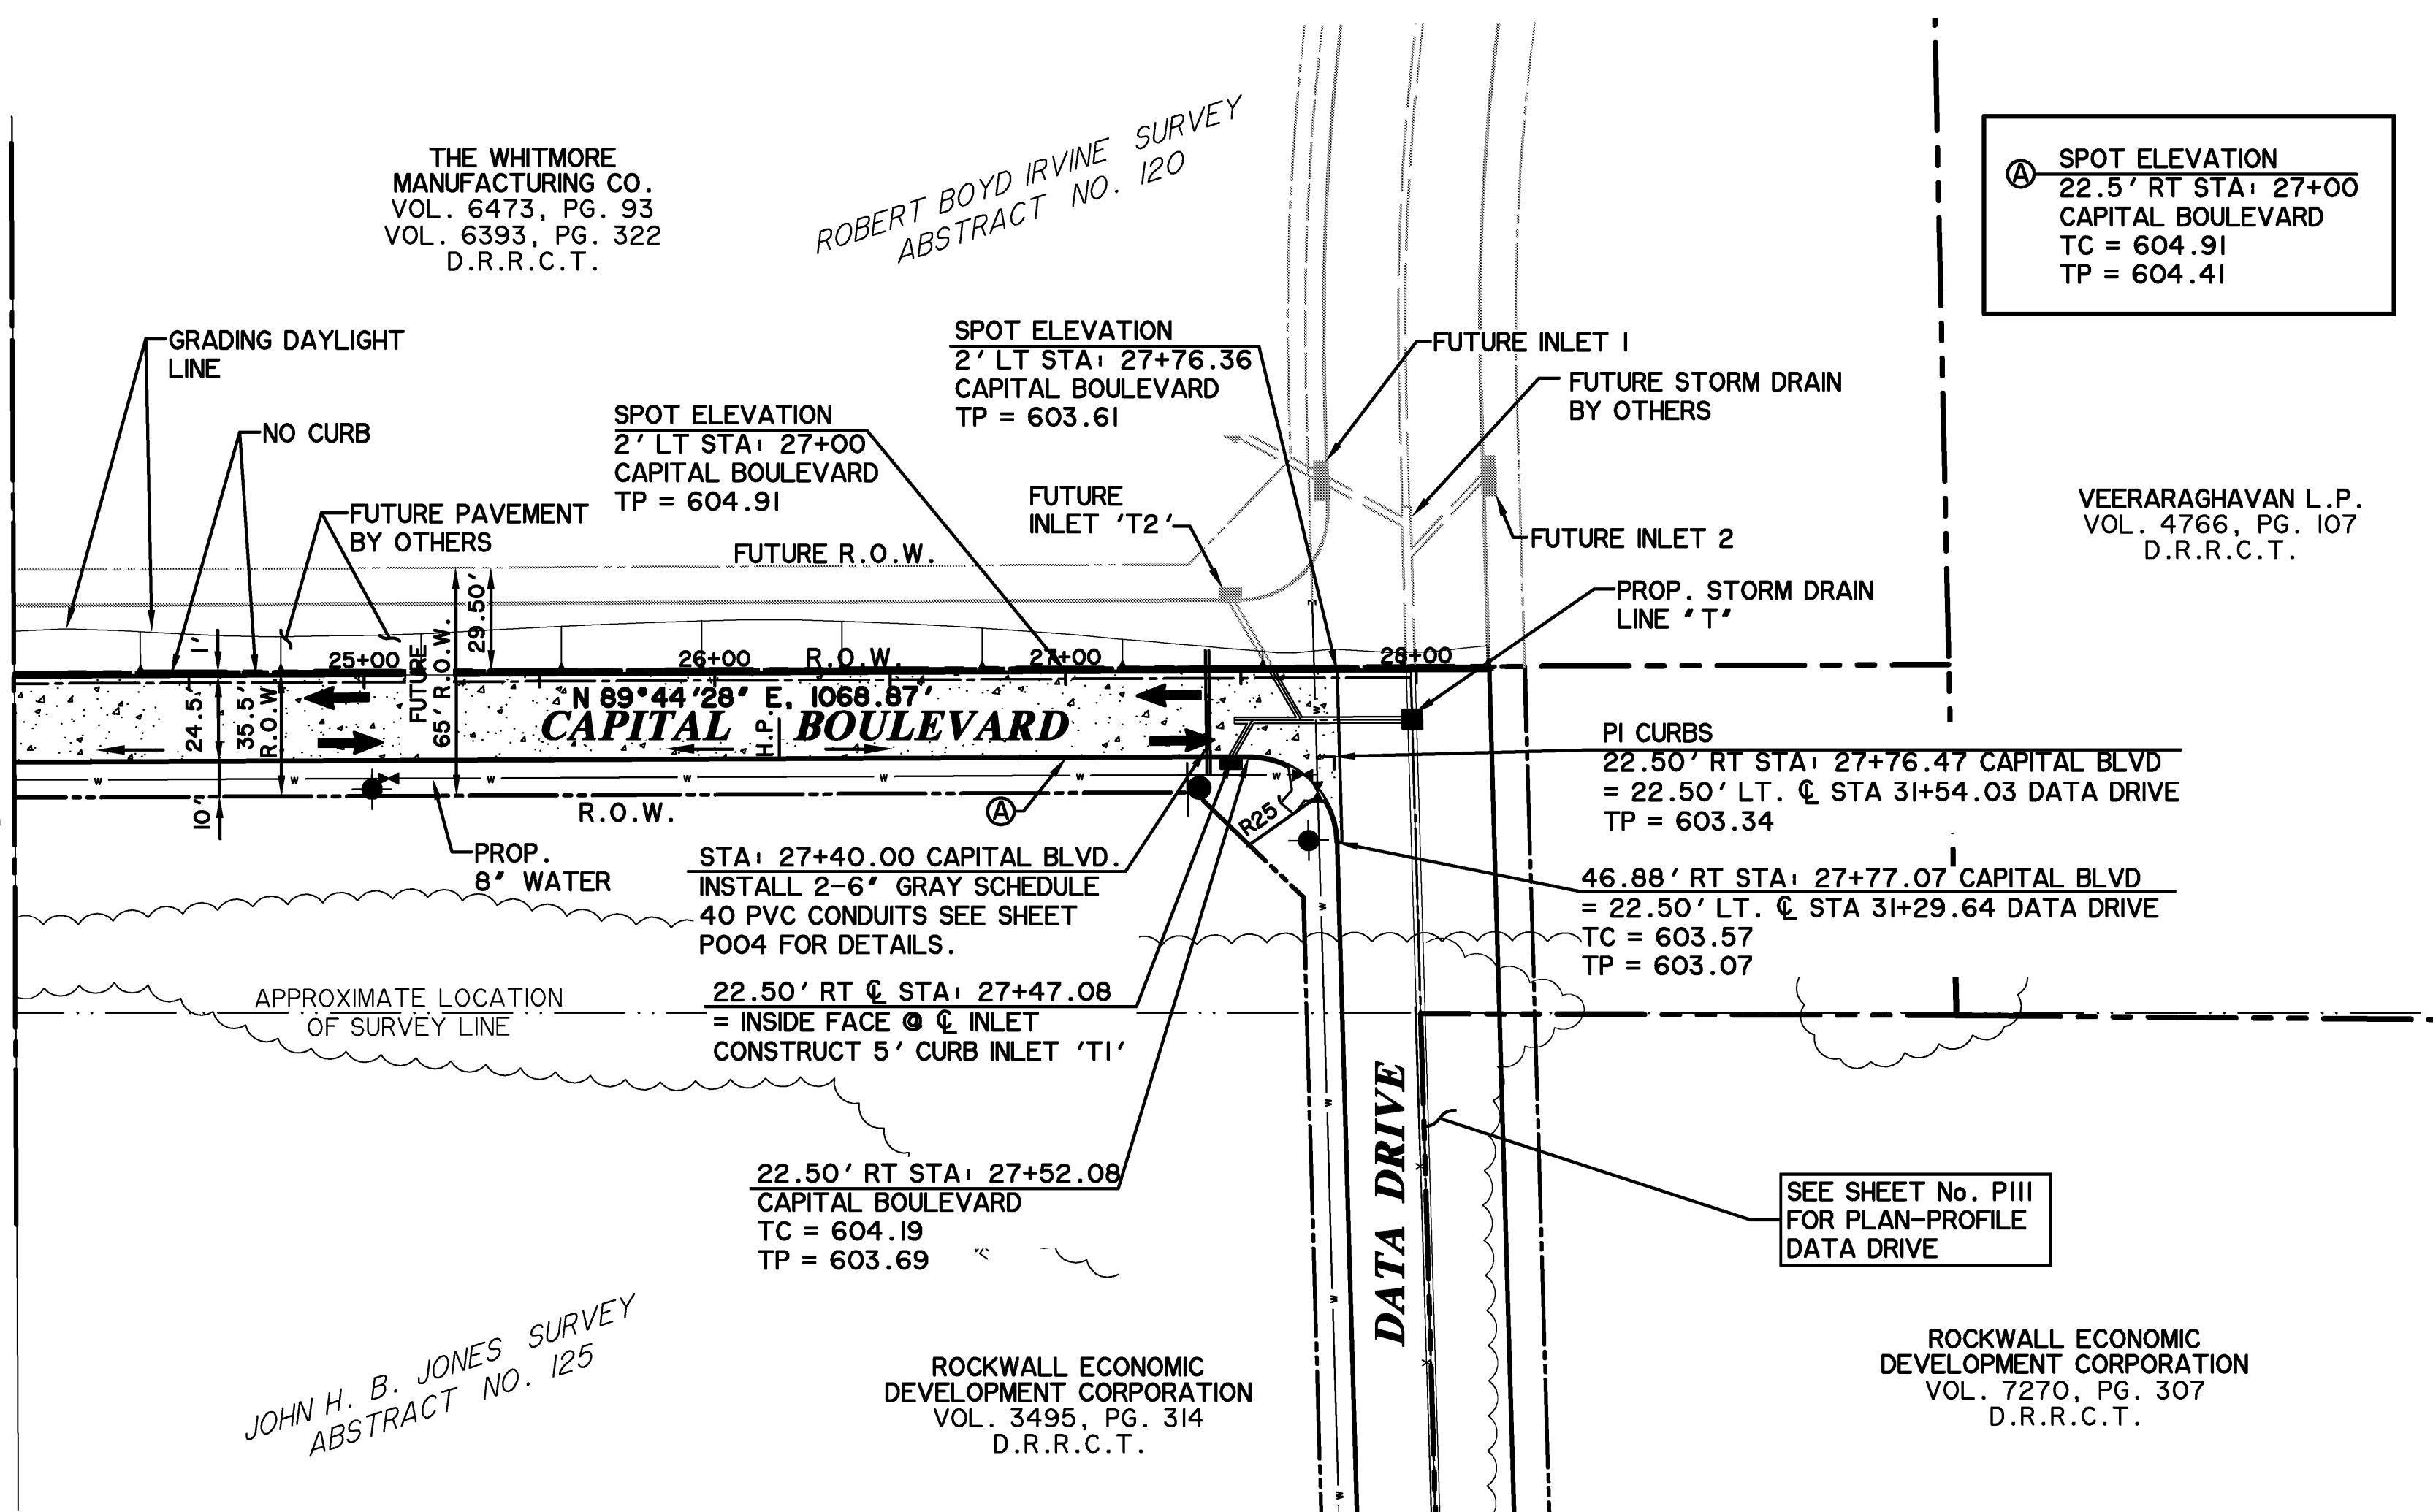 THE WHITMORE
MANUFACTURING CO.
VOL. 6473, PG. 93
VOL. 6393, PG. 322
D.R.R.C.T.
ROBERT BOYD IRVINE SURVEY
ABSTRACT NO. 120
A
SPOT ELEVATION
22.5' RT STA: 27+00
CAPITAL BOULEVARD
TC = 604.91
TP = 604.41
GRADING DAYLIGHT
LINE
NO CURB
FUTURE PAVEMENT
BY OTHERS
SPOT ELEVATION
2' LT STA: 27+00
CAPITAL BOULEVARD
TP = 604.91
SPOT ELEVATION
2' LT STA: 27+76.36
CAPITAL BOULEVARD
TP = 603.61
FUTURE INLET 1
FUTURE STORM DRAIN
BY OTHERS
FUTURE
INLET 'T2'
FUTURE INLET 2
VEERARAGHAVAN L.P.
VOL. 4766, PG. 107
D.R.R.C.T.
FUTURE R.O.W.
PROP. STORM DRAIN
LINE "T"
29.50'
1'
25+00
26+00
R.O.W.
27+00
28+00
24.5'
35.5'
R.O.W.
FUTURE
65' R.O.W.
N 89°44'28" E, 1068.87'
CAPITAL BOULEVARD
H.P.
W W W W W W W
10'
R.O.W.
A
R25'
PROP.
8" WATER
PI CURBS
22.50' RT STA: 27+76.47 CAPITAL BLVD
= 22.50' LT. ℄ STA 31+54.03 DATA DRIVE
TP = 603.34
STA: 27+40.00 CAPITAL BLVD.
INSTALL 2-6" GRAY SCHEDULE
40 PVC CONDUITS SEE SHEET
P004 FOR DETAILS.
46.88' RT STA: 27+77.07 CAPITAL BLVD
= 22.50' LT. ℄ STA 31+29.64 DATA DRIVE
TC = 603.57
TP = 603.07
APPROXIMATE LOCATION
OF SURVEY LINE
22.50' RT ℄ STA: 27+47.08
= INSIDE FACE @ ℄ INLET
CONSTRUCT 5' CURB INLET 'T1'
22.50' RT STA: 27+52.08
CAPITAL BOULEVARD
TC = 604.19
TP = 603.69
DATA DRIVE
W
W
W
W
W
SEE SHEET No. P111
FOR PLAN-PROFILE
DATA DRIVE
JOHN H. B. JONES SURVEY
ABSTRACT NO. 125
ROCKWALL ECONOMIC
DEVELOPMENT CORPORATION
VOL. 3495, PG. 314
D.R.R.C.T.
ROCKWALL ECONOMIC
DEVELOPMENT CORPORATION
VOL. 7270, PG. 307
D.R.R.C.T.